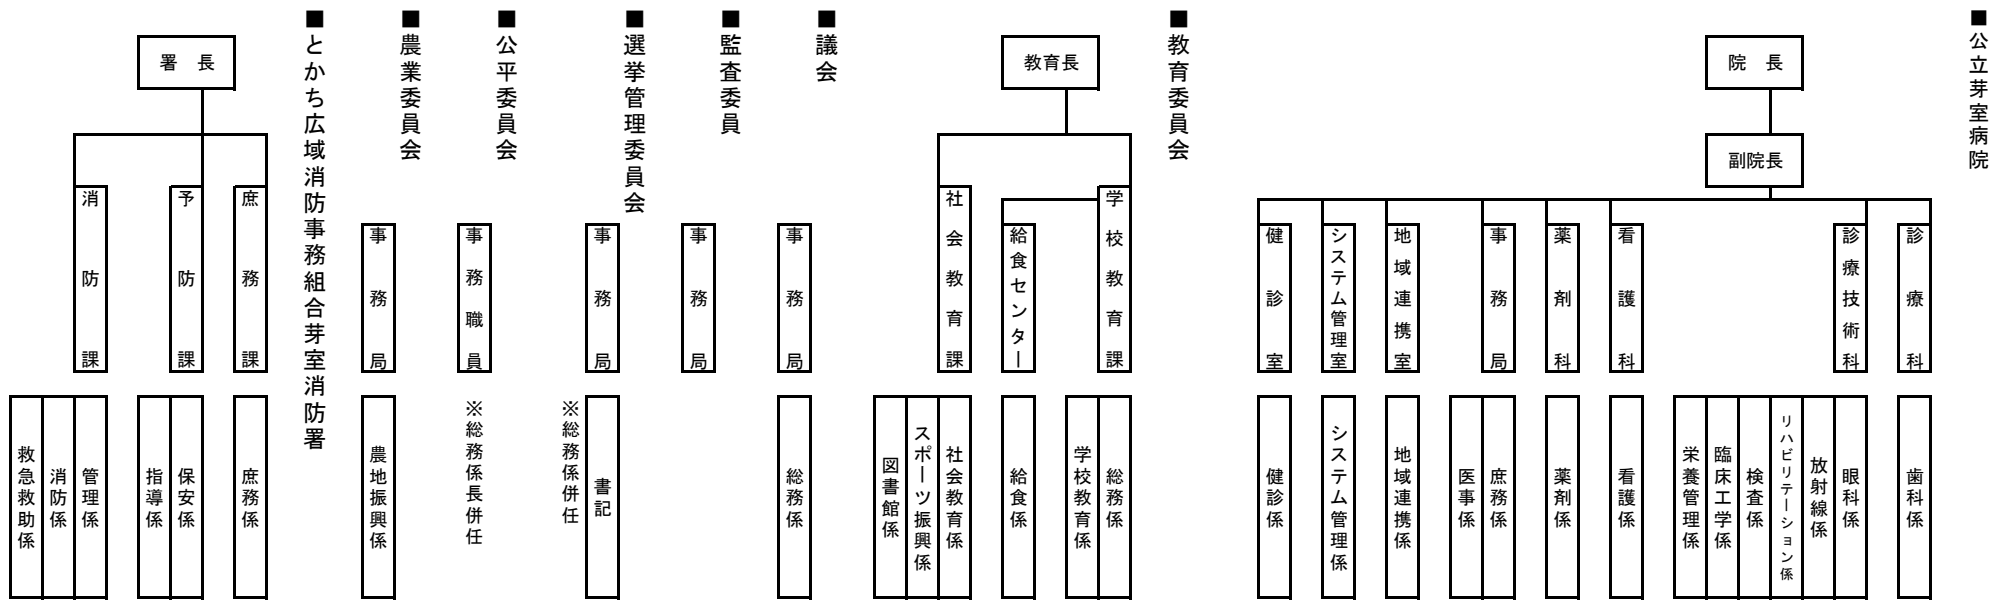 ■公立芽室病院
院　長
副院長
診療科
診療技術科
看護科
薬剤科
事務局
地域連携室
システム管理室
健診室
歯科係
眼科係
放射線係
リハビリテーション係
検査係
臨床工学係
栄養管理係
看護係
薬剤係
庶務係
医事係
地域連携係
システム管理係
健診係
■教育委員会
教育長
学校教育課
給食センター
社会教育課
総務係
学校教育係
給食係
社会教育係
スポーツ振興係
図書館係
■議会
事務局
総務係
■監査委員
事務局
■選挙管理委員会
事務局
書記
※総務係併任
■公平委員会
事務職員
※総務係長併任
■農業委員会
事務局
農地振興係
■とかち広域消防事務組合芽室消防署
署　長
庶務課
予防課
消防課
庶務係
保安係
指導係
管理係
消防係
救急救助係